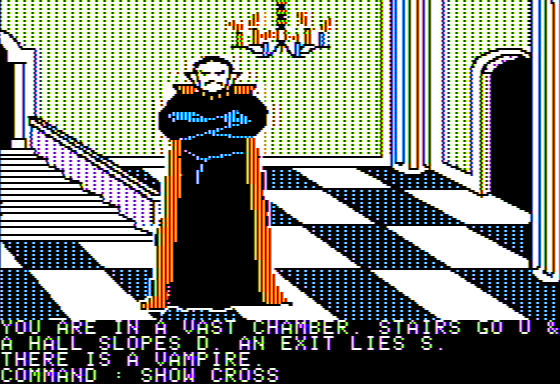 YOU ARE IN A VAST CHAMBER. STAIRS GO U &
A HALL SLOPES D. AN EXIT LIES S.
THERE IS A VAMPIRE.
COMMAND : SHOW CROSS